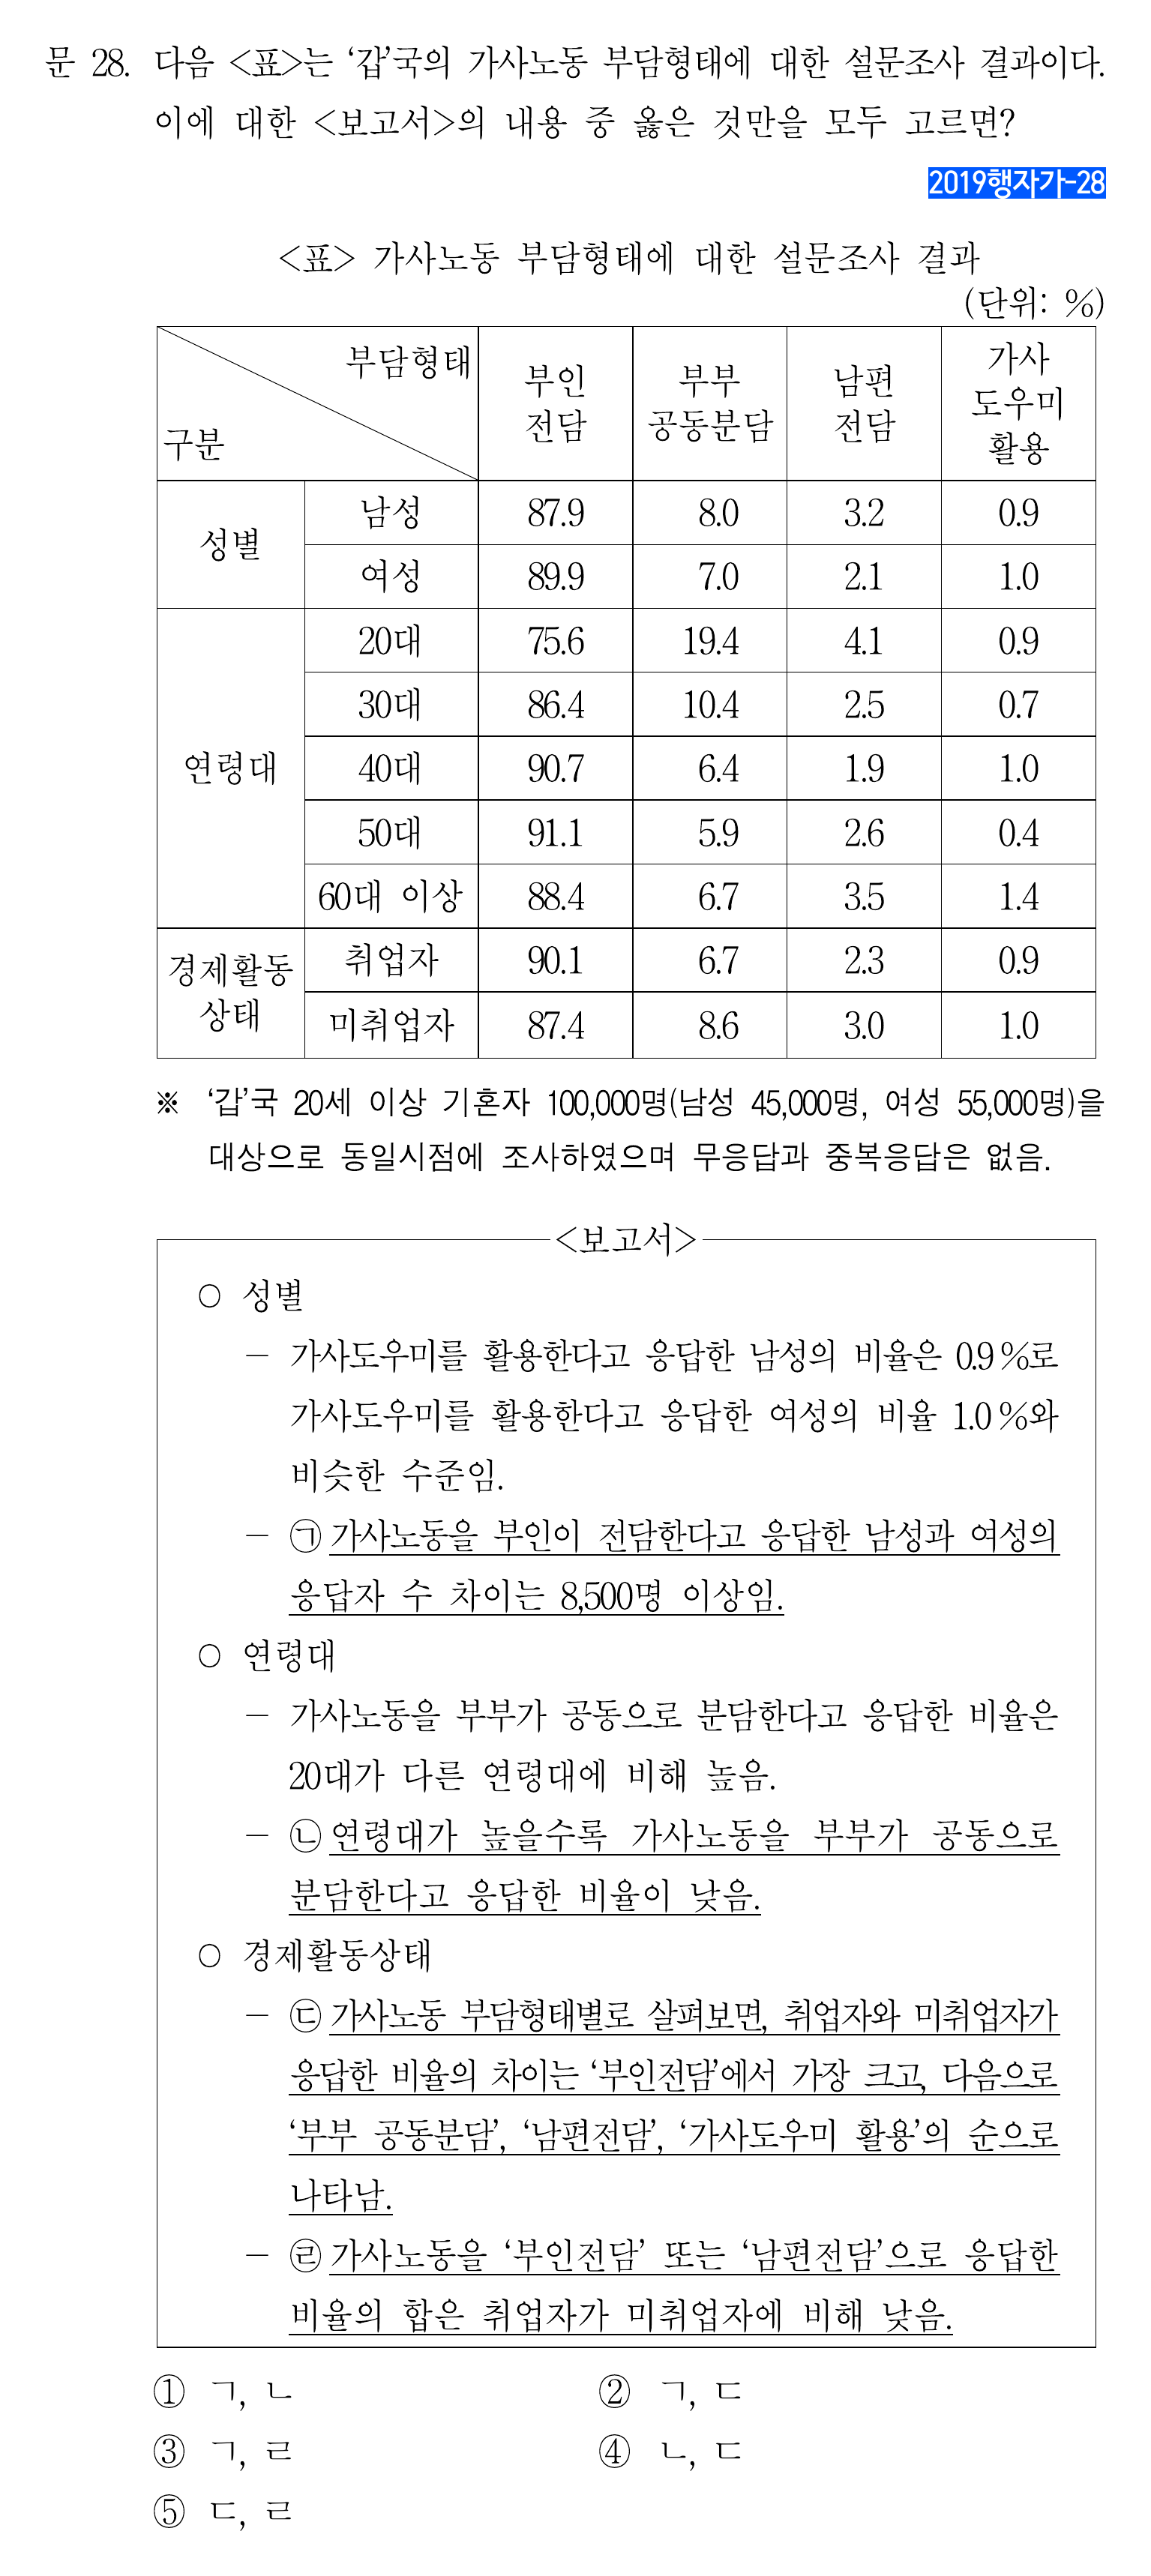 문 28. 다음 <표>는 ‘갑’국의 가사노동 부담형태에 대한 설문조사 결과이다.
이에 대한 <보고서>의 내용 중 옳은 것만을 모두 고르면?
2019행자가-28
<표> 가사노동 부담형태에 대한 설문조사 결과
(단위: %)
부담형태
구분
부인 전담
부부 공동분담
남편 전담
가사 도우미 활용
성별
남성 87.9 8.0 3.2 0.9
여성 89.9 7.0 2.1 1.0
연령대
20대 75.6 19.4 4.1 0.9
30대 86.4 10.4 2.5 0.7
40대 90.7 6.4 1.9 1.0
50대 91.1 5.9 2.6 0.4
60대 이상 88.4 6.7 3.5 1.4
경제활동 상태
취업자 90.1 6.7 2.3 0.9
미취업자 87.4 8.6 3.0 1.0
※ ‘갑’국 20세 이상 기혼자 100,000명(남성 45,000명, 여성 55,000명)을
대상으로 동일시점에 조사하였으며 무응답과 중복응답은 없음.
<보고서>
○ 성별
- 가사도우미를 활용한다고 응답한 남성의 비율은 0.9%로
가사도우미를 활용한다고 응답한 여성의 비율 1.0%와
비슷한 수준임.
- ㉠가사노동을 부인이 전담한다고 응답한 남성과 여성의
응답자 수 차이는 8,500명 이상임.
○ 연령대
- 가사노동을 부부가 공동으로 분담한다고 응답한 비율은
20대가 다른 연령대에 비해 높음.
- ㉡연령대가 높을수록 가사노동을 부부가 공동으로
분담한다고 응답한 비율이 낮음.
○ 경제활동상태
- ㉢가사노동 부담형태별로 살펴보면, 취업자와 미취업자가
응답한 비율의 차이는 ‘부인전담’에서 가장 크고, 다음으로
‘부부 공동분담’, ‘남편전담’, ‘가사도우미 활용’의 순으로
나타남.
- ㉣가사노동을 ‘부인전담’ 또는 ‘남편전담’으로 응답한
비율의 합은 취업자가 미취업자에 비해 낮음.
① ㄱ, ㄴ ② ㄱ, ㄷ
③ ㄱ, ㄹ ④ ㄴ, ㄷ
⑤ ㄷ, ㄹ